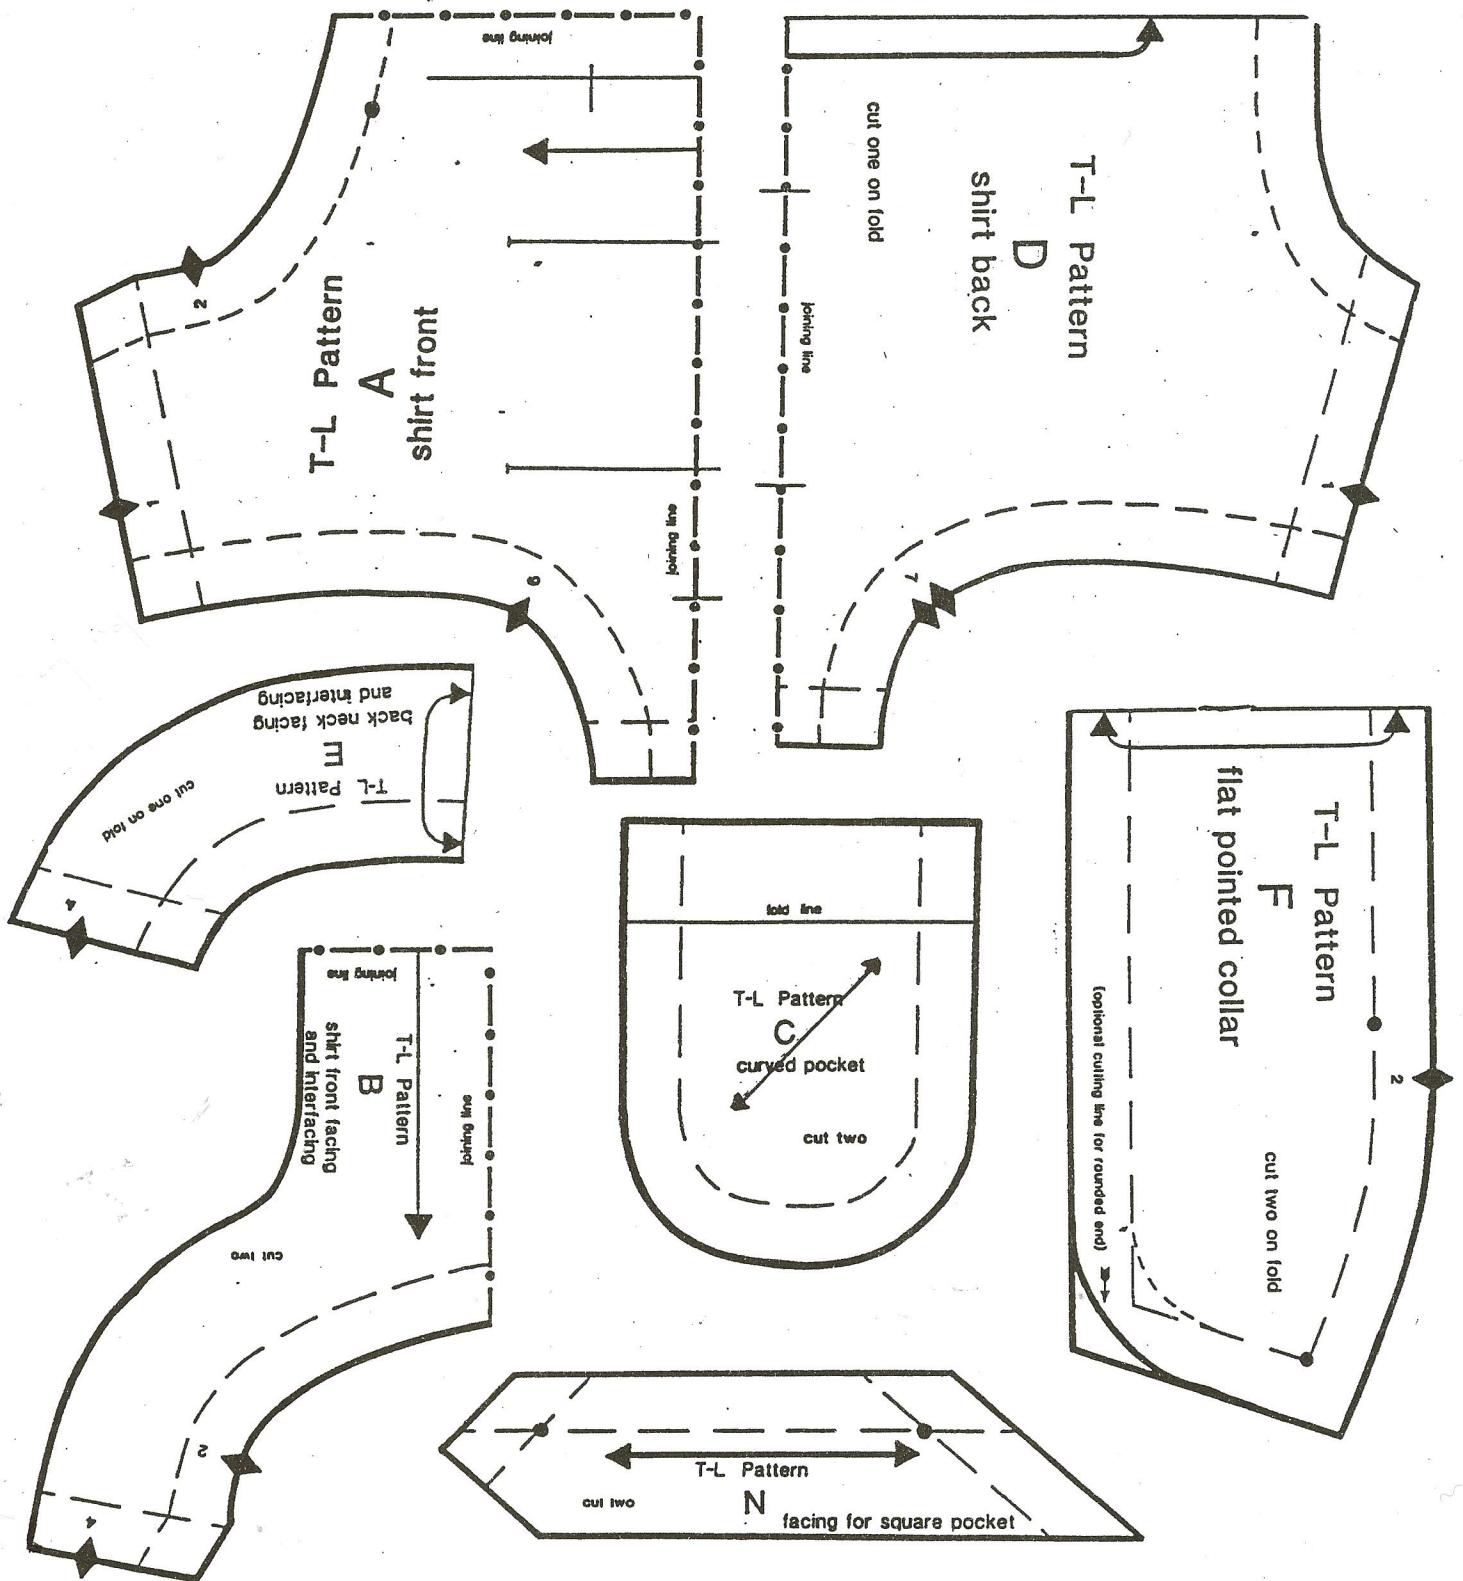 joining line
2
T-L Pattern
A
shirt front
1
6
joining line
cut one on fold
T-L Pattern
D
shirt back
joining line
1
7
back neck facing
and interfacing
E
T-L Pattern
cut one on fold
4
T-L Pattern
F
flat pointed collar
2
cut two on fold
(optional cutting line for rounded end)
fold line
T-L Pattern
C
curved pocket
cut two
joining line
T-L Pattern
B
shirt front facing
and interfacing
joining line
cut two
2
4
T-L Pattern
cut two
N
facing for square pocket